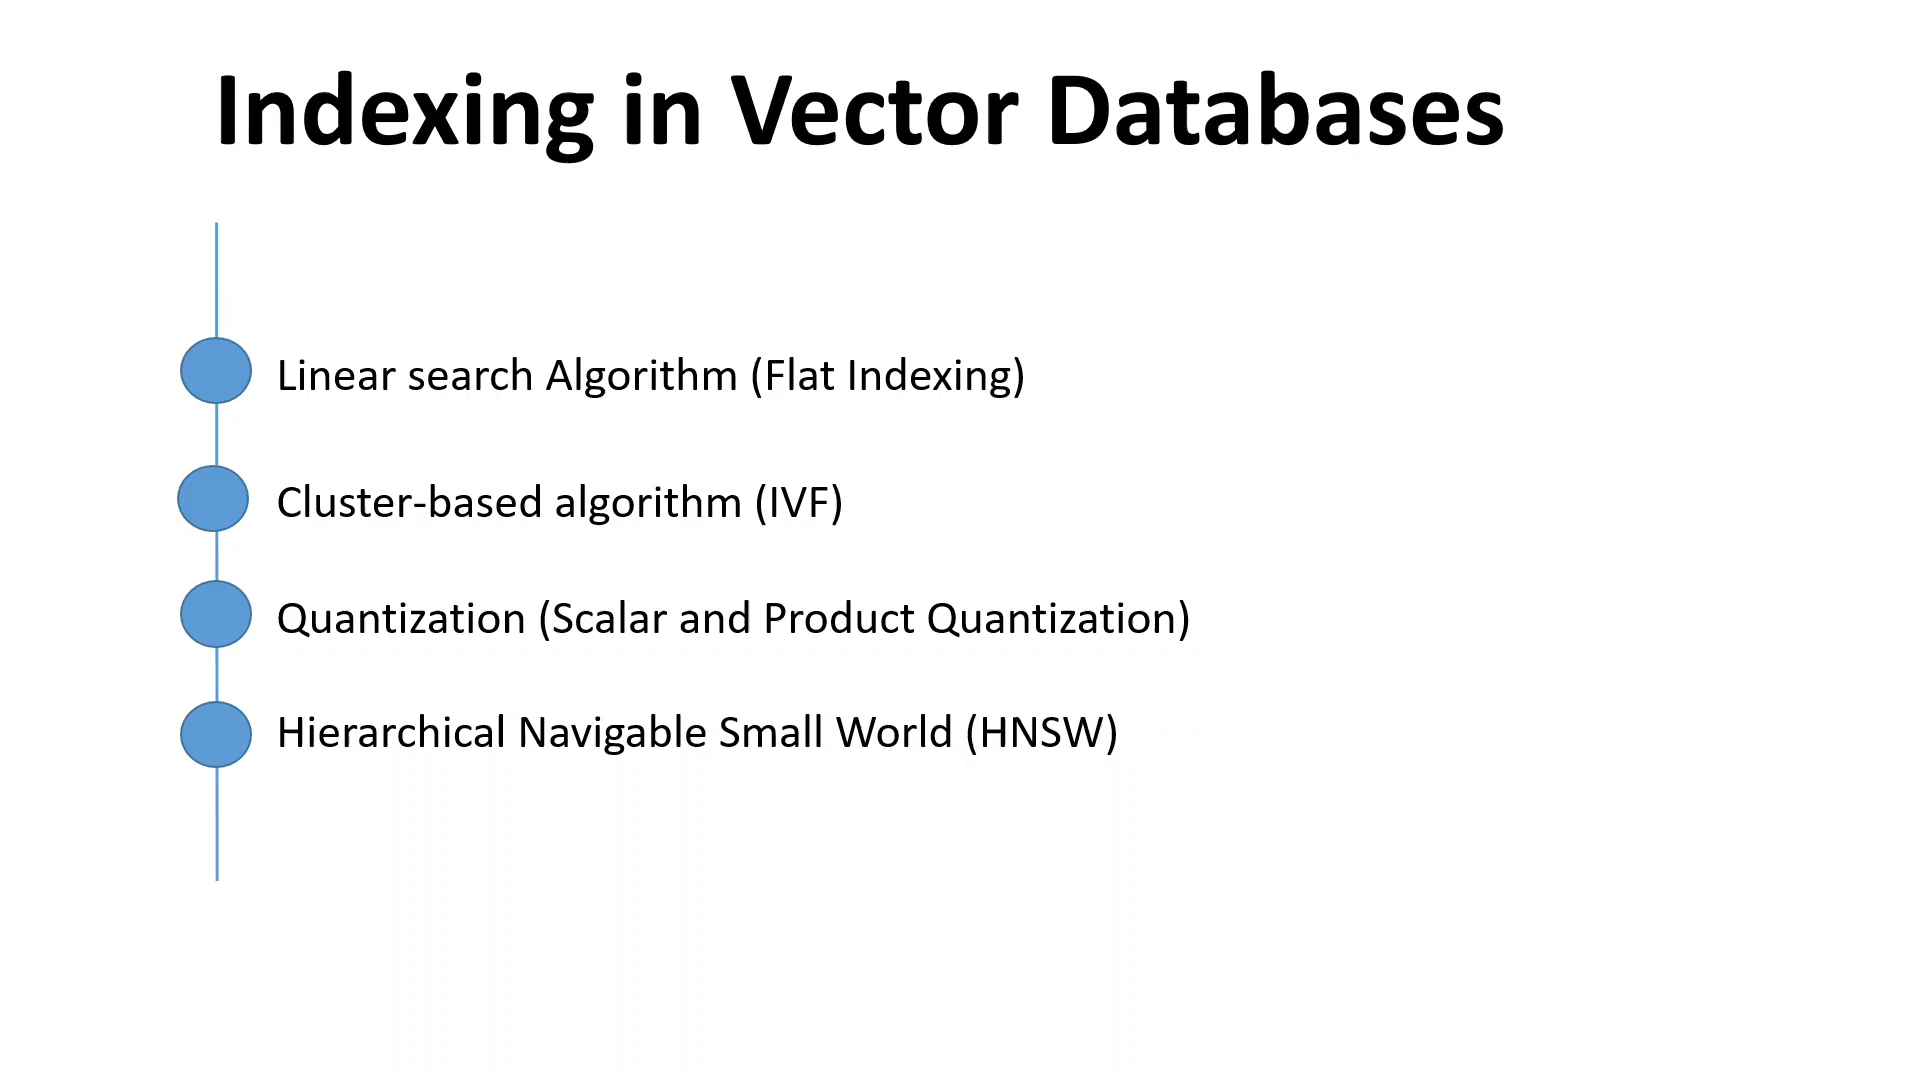 Indexing in Vector Databases
Linear search Algorithm (Flat Indexing)
Cluster-based algorithm (IVF)
Quantization (Scalar and Product Quantization)
Hierarchical Navigable Small World (HNSW)